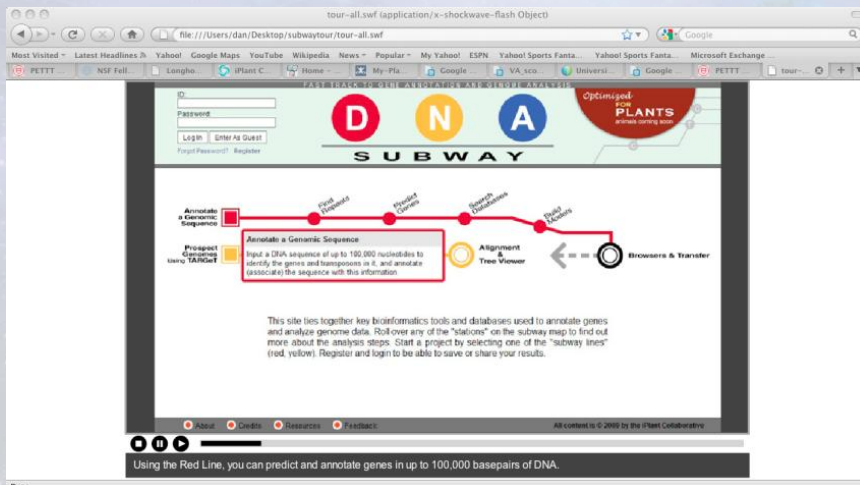 tour-all.swf (application/x-shockwave-flash Object)
file:///Users/dan/Desktop/subwaytour/tour-all.swf
Google
Most Visited Latest Headlines Yahoo! Google Maps YouTube Wikipedia News Popular My Yahoo! ESPN Yahoo! Sports Fanta... Yahoo! Sports Fanta... Microsoft Exchange
PETTT ... NSF Fell... Longho... iPlant C... Home - ... My-Pla... Google ... VA_sco... Universi... Google ... PETTT ... tour-...
FAST TRACK TO GENE ANNOTATION AND GENOME ANALYSIS
ID:
Password:
Log In Enter As Guest
Forgot Password? Register
D N A
SUBWAY
Optimized
FOR
PLANTS
animals coming soon
Annotate
a Genomic
Sequence
Find
Repeats
Predict
Genes
Search
Databases
Build
Models
Prospect
Genomes
Using TARGeT
Annotate a Genomic Sequence
Input a DNA sequence of up to 100,000 nucleotides to
identify the genes and transposons in it, and annotate
(associate) the sequence with this information
Alignment
&
Tree Viewer
Browsers & Transfer
This site ties together key bioinformatics tools and databases used to annotate genes
and analyze genome data. Roll over any of the "stations" on the subway map to find out
more about the analysis steps. Start a project by selecting one of the "subway lines"
(red, yellow). Register and login to be able to save or share your results.
About Credits Resources Feedback
All content is © 2009 by the iPlant Collaborative
Using the Red Line, you can predict and annotate genes in up to 100,000 basepairs of DNA.